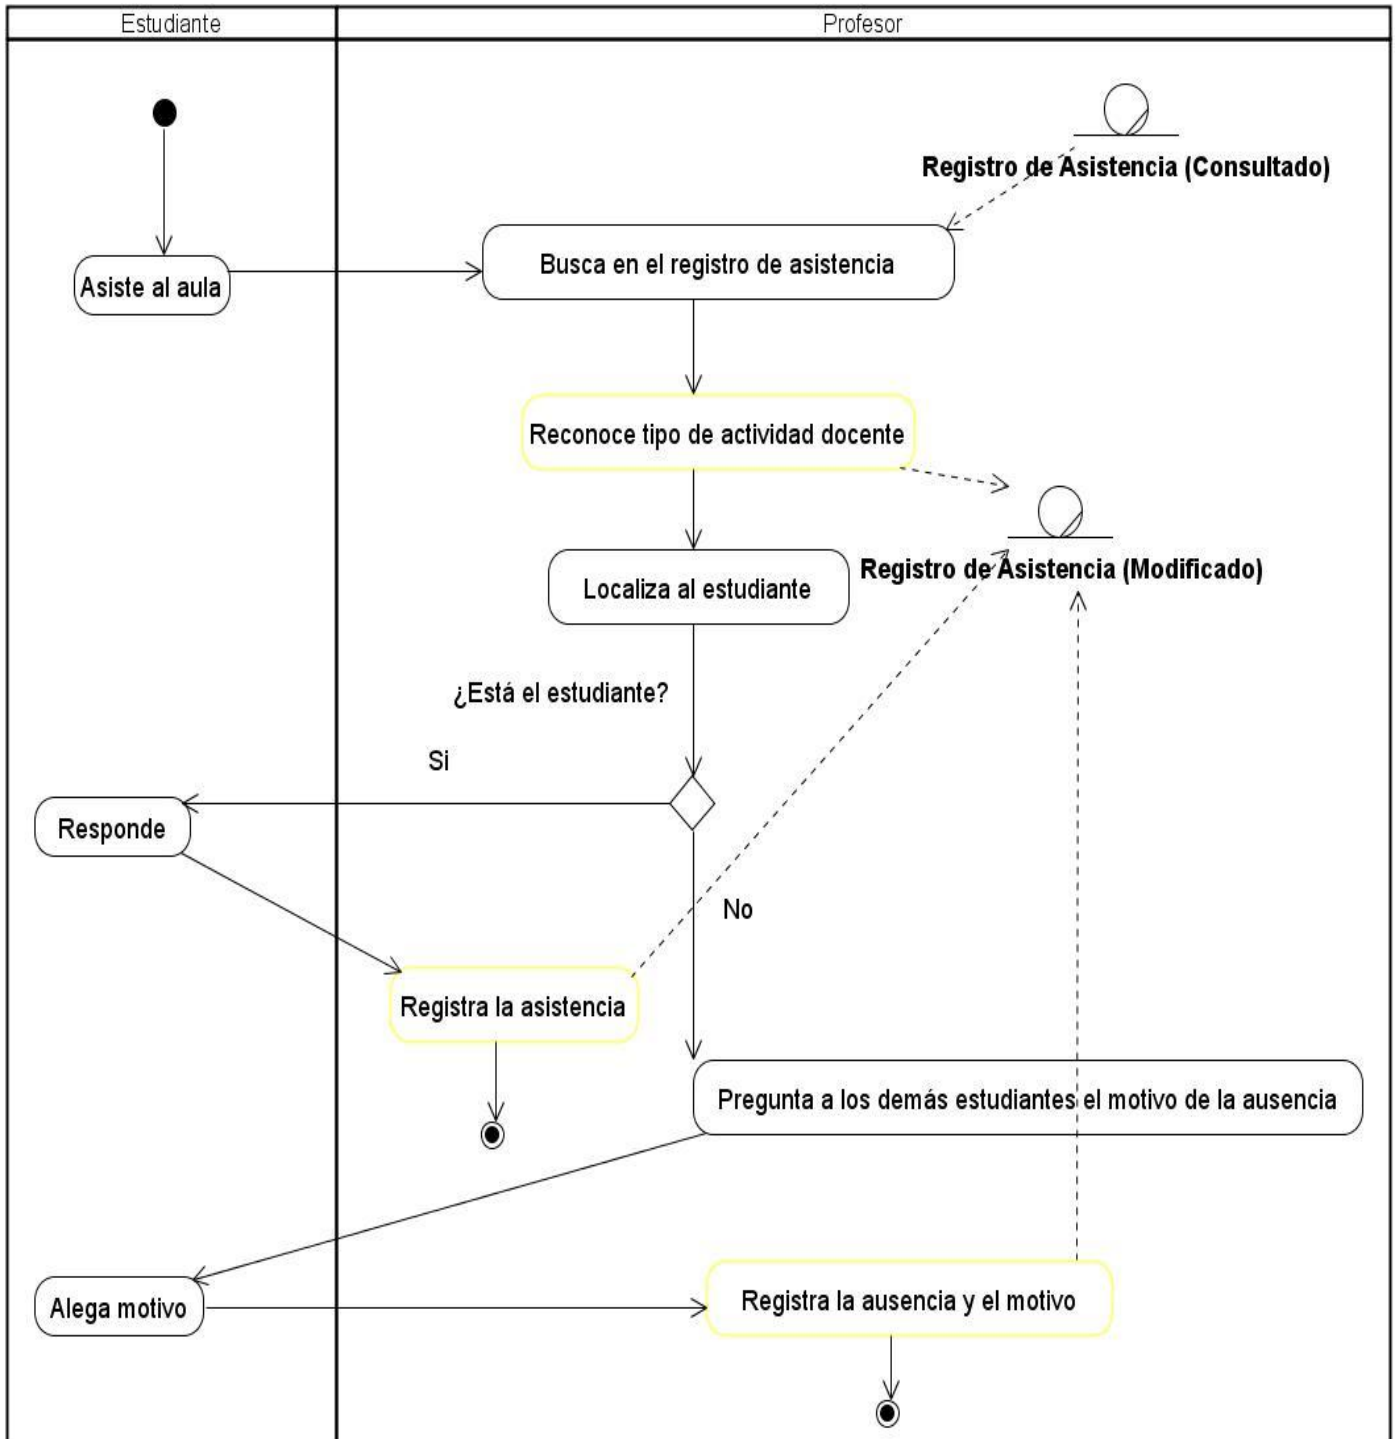 Estudiante
Profesor
Registro de Asistencia (Consultado)
Busca en el registro de asistencia
Asiste al aula
Reconoce tipo de actividad docente
Registro de Asistencia (Modificado)
Localiza al estudiante
¿Está el estudiante?
Si
Responde
No
Registra la asistencia
Pregunta a los demás estudiantes el motivo de la ausencia
Alega motivo
Registra la ausencia y el motivo